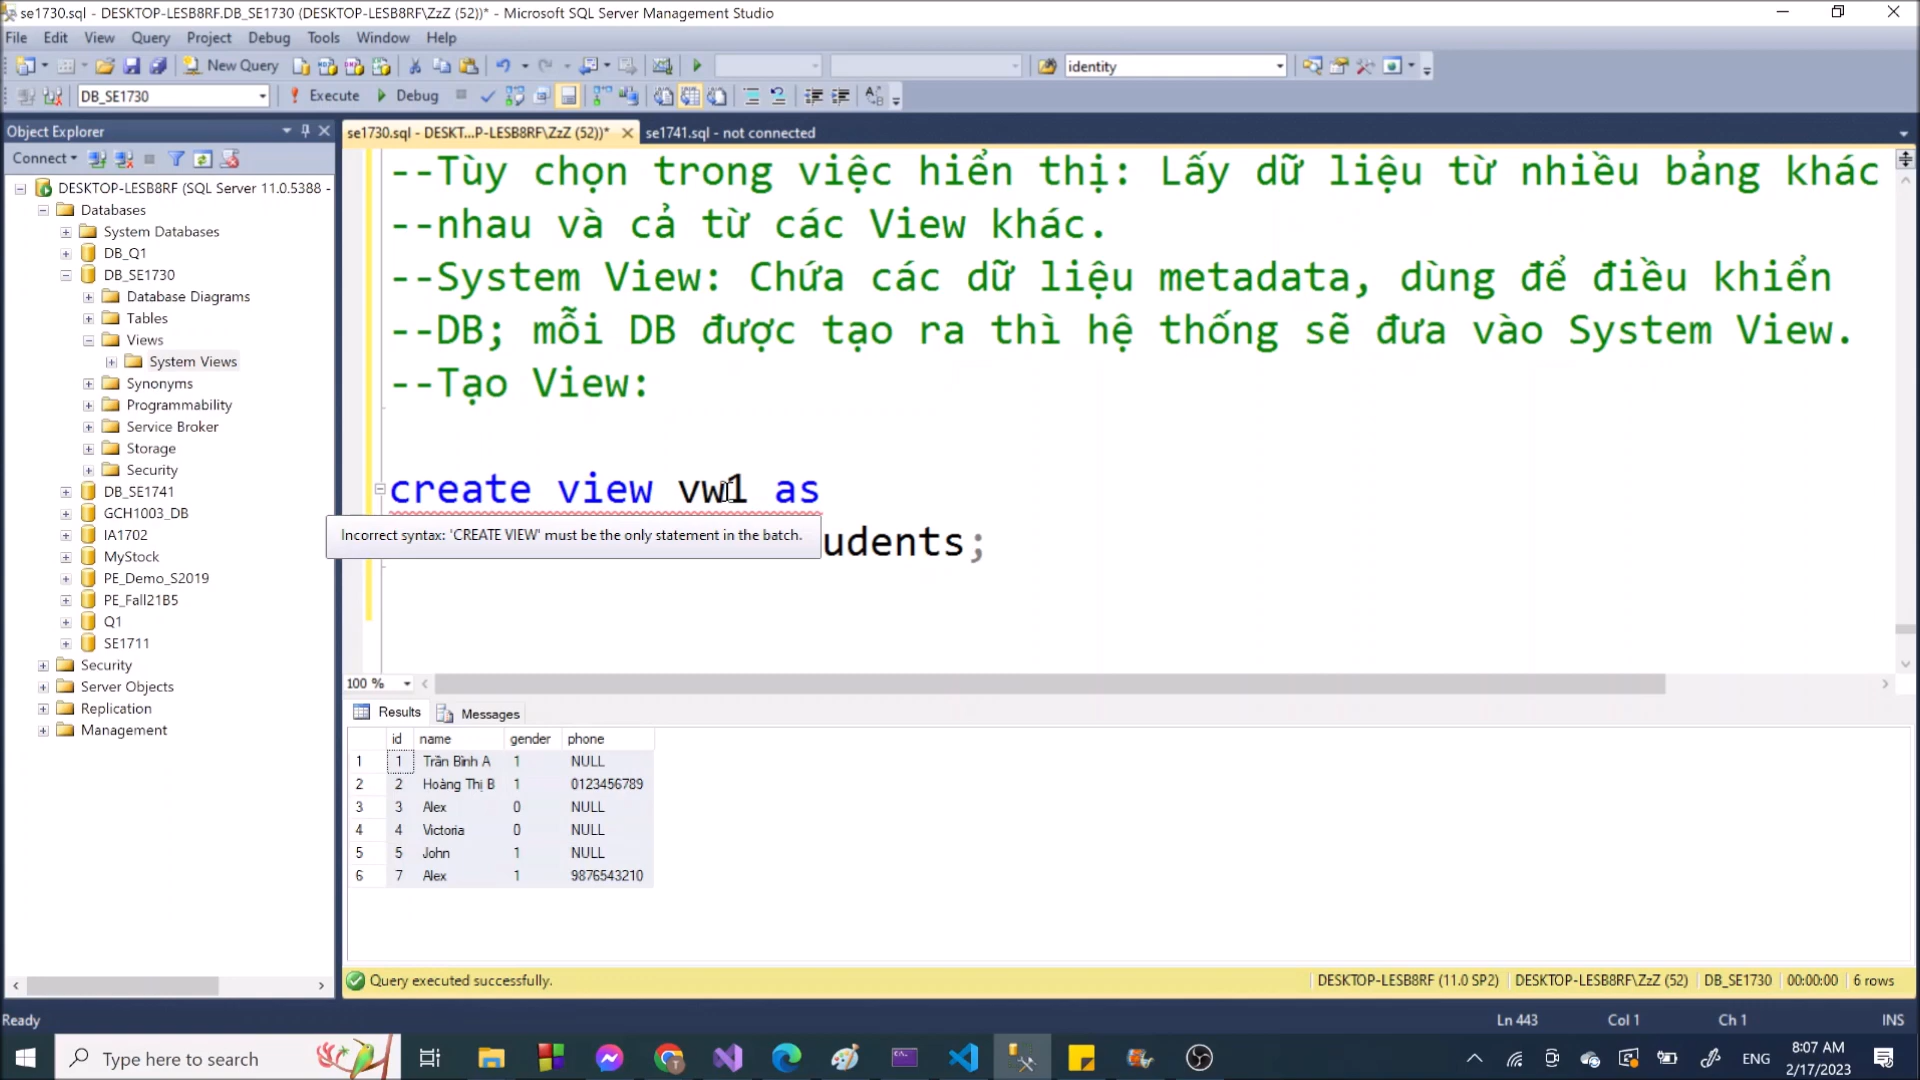 se1730.sql - DESKTOP-LESB8RF.DB_SE1730 (DESKTOP-LESB8RF\ZzZ (52))* - Microsoft SQL Server Management Studio
File Edit View Query Project Debug Tools Window Help
New Query identity
DB_SE1730 Execute Debug
Object Explorer
Connect
DESKTOP-LESB8RF (SQL Server 11.0.5388 -
Databases
System Databases
DB_Q1
DB_SE1730
Database Diagrams
Tables
Views
System Views
Synonyms
Programmability
Service Broker
Storage
Security
DB_SE1741
GCH1003_DB
IA1702
MyStock
PE_Demo_S2019
PE_Fall21B5
Q1
SE1711
Security
Server Objects
Replication
Management
se1730.sql - DESKT...P-LESB8RF\ZzZ (52))* se1741.sql - not connected
--Tùy chọn trong việc hiển thị: Lấy dữ liệu từ nhiều bảng khác
--nhau và cả từ các View khác.
--System View: Chứa các dữ liệu metadata, dùng để điều khiển
--DB; mỗi DB được tạo ra thì hệ thống sẽ đưa vào System View.
--Tạo View:
create view vw1 as
Incorrect syntax: 'CREATE VIEW' must be the only statement in the batch.
udents;
100 %
Results Messages
id name gender phone
1 1 Trần Bình A 1 NULL
2 2 Hoàng Thị B 1 0123456789
3 3 Alex 0 NULL
4 4 Victoria 0 NULL
5 5 John 1 NULL
6 7 Alex 1 9876543210
Query executed successfully. DESKTOP-LESB8RF (11.0 SP2) DESKTOP-LESB8RF\ZzZ (52) DB_SE1730 00:00:00 6 rows
Ready Ln 443 Col 1 Ch 1 INS
Type here to search ENG 8:07 AM
2/17/2023